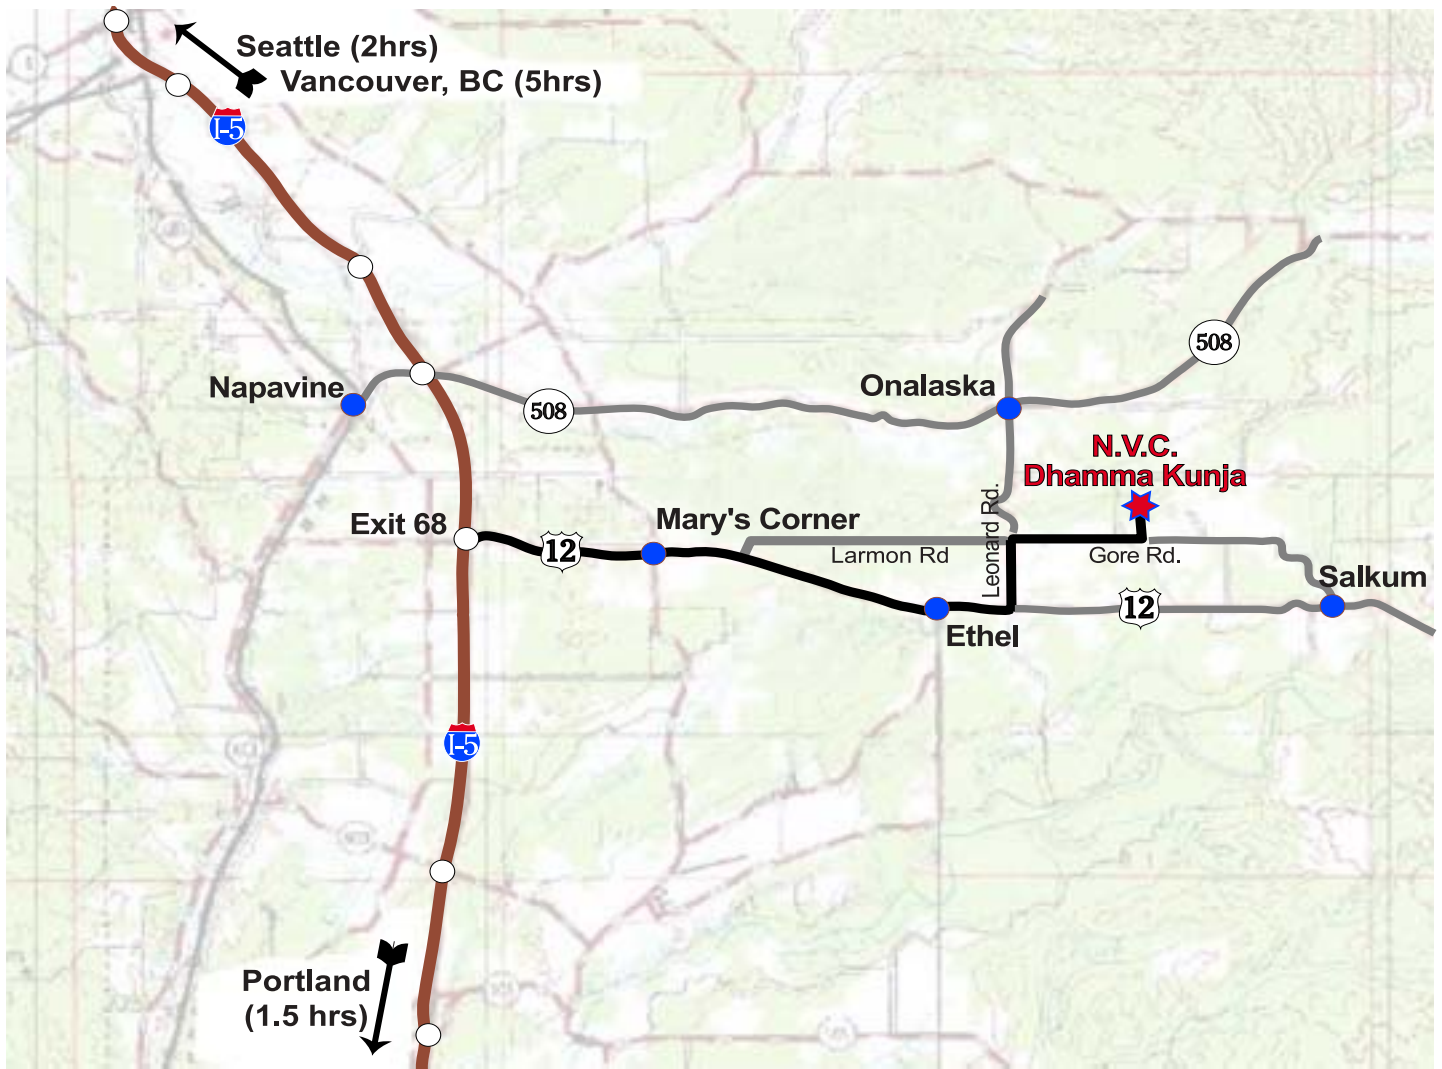 Seattle (2hrs)
Vancouver, BC (5hrs)
I-5
508
Napavine
Onalaska
508
N.V.C.
Dhamma Kunja
Exit 68
12
Mary's Corner
Larmon Rd
Leonard Rd.
Gore Rd.
Salkum
12
Ethel
I-5
Portland
(1.5 hrs)